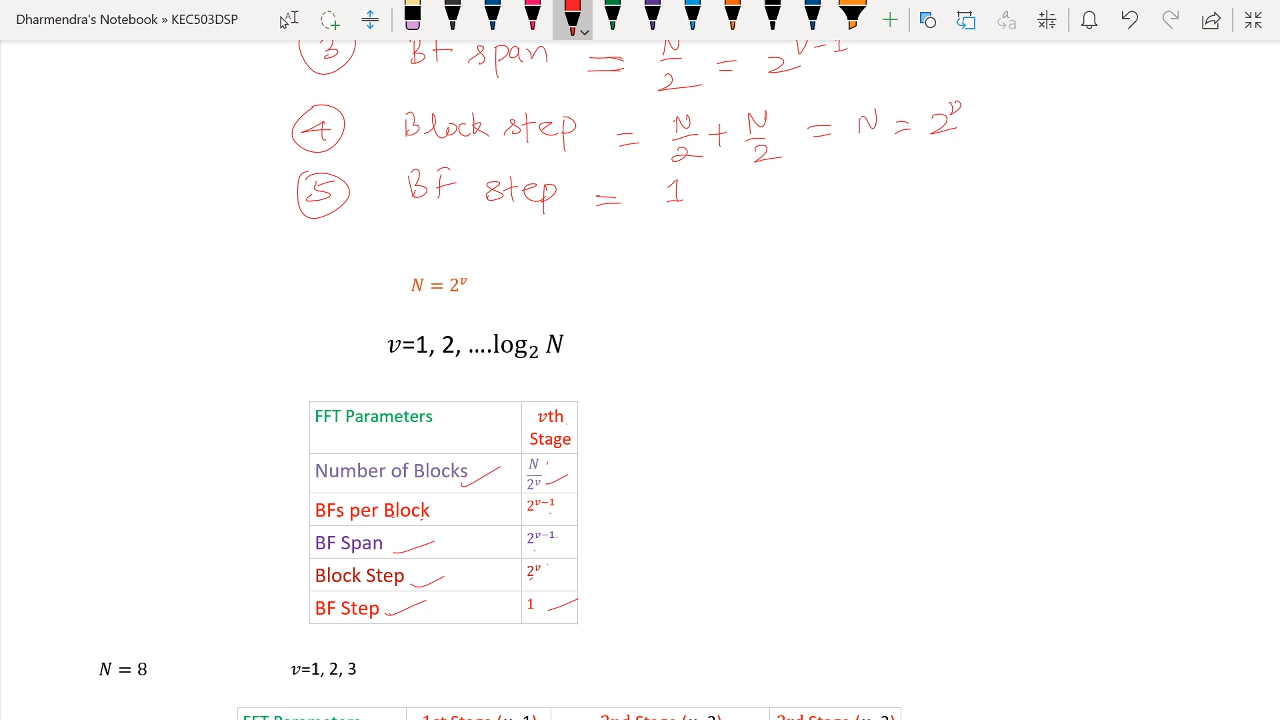 Dharmendra's Notebook » KEC503DSP
3 BF span = N/2 = 2^{v-1}
4 Block step = N/2 + N/2 = N = 2^v
5 BF step = 1
N = 2^v
v=1, 2, ....log₂ N
FFT Parameters vth Stage
Number of Blocks N/2^v
BFs per Block 2^{v−1}
BF Span 2^{v−1}
Block Step 2^v
BF Step 1
N = 8 v=1, 2, 3